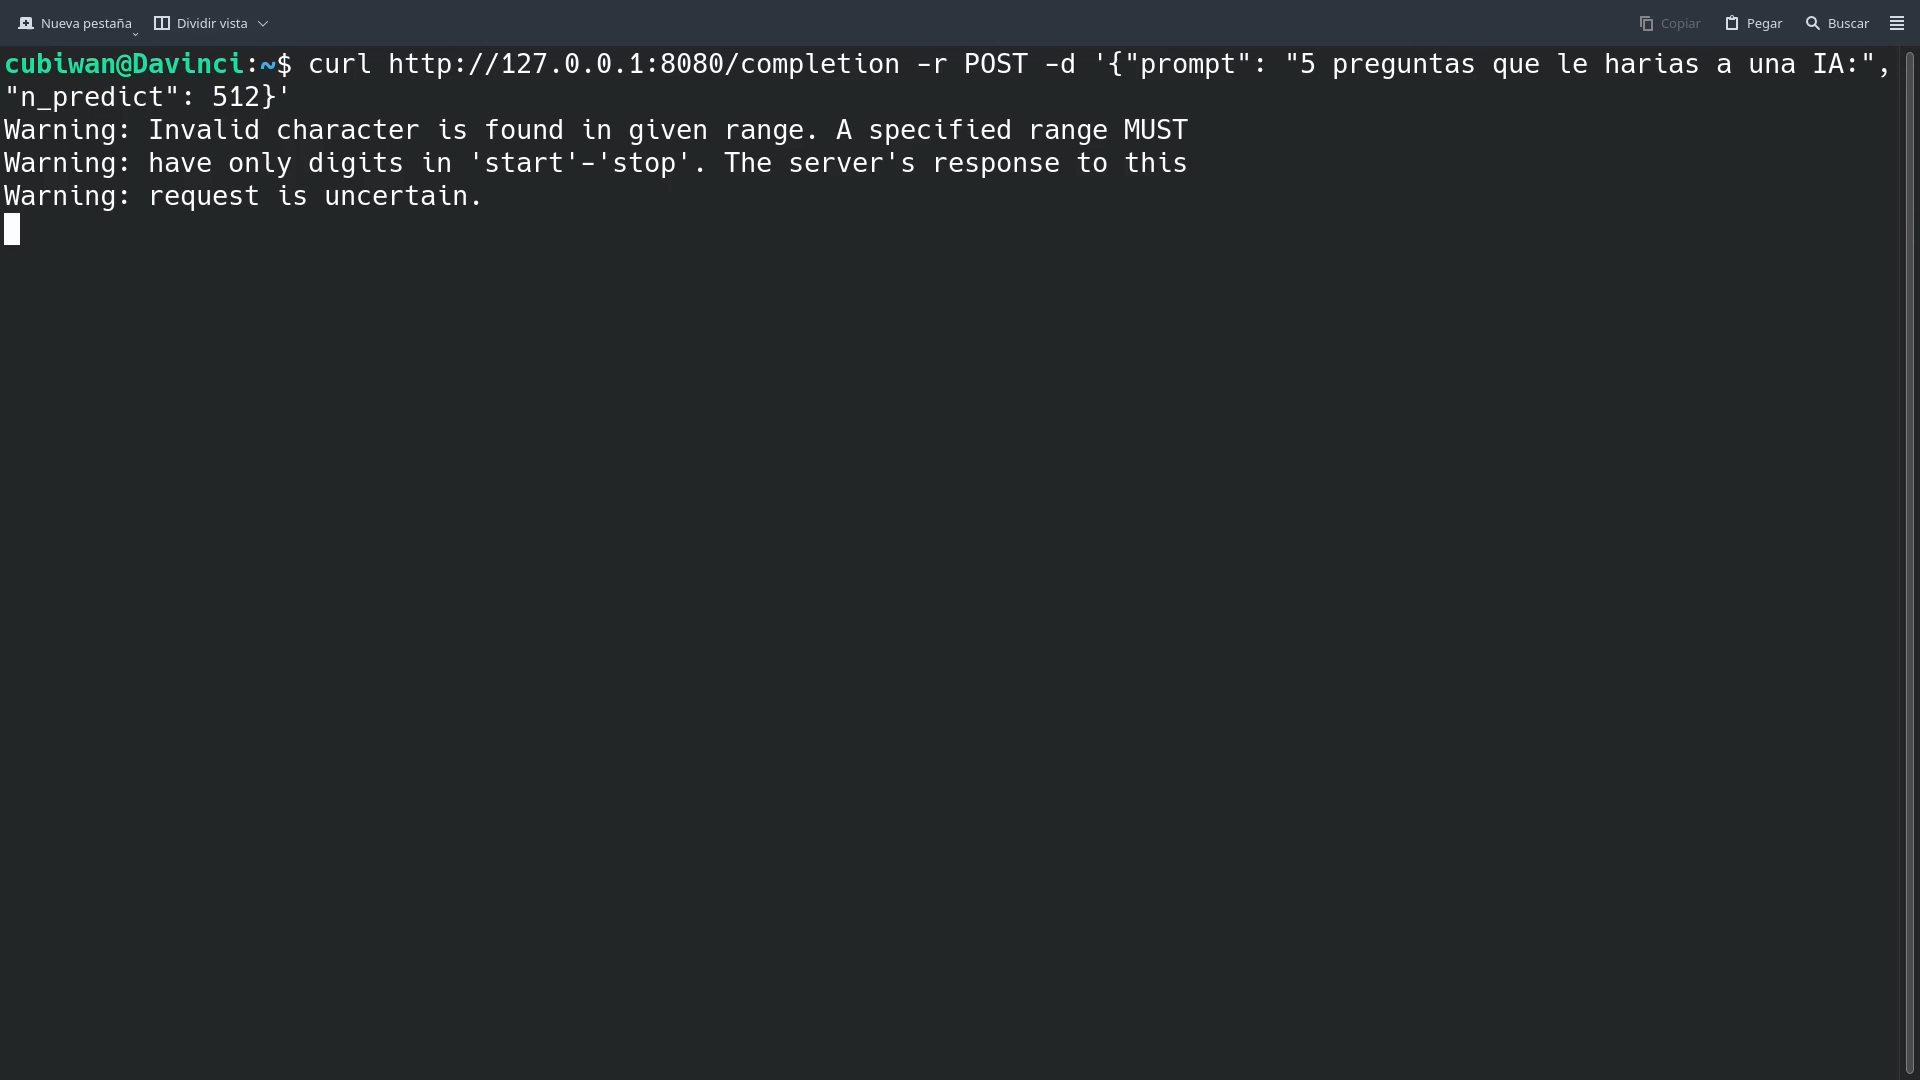 Nueva pestaña Dividir vista Copiar Pegar Buscar
cubiwan@Davinci:~$ curl http://127.0.0.1:8080/completion -r POST -d '{"prompt": "5 preguntas que le harias a una IA:",
"n_predict": 512}'
Warning: Invalid character is found in given range. A specified range MUST
Warning: have only digits in 'start'-'stop'. The server's response to this
Warning: request is uncertain.